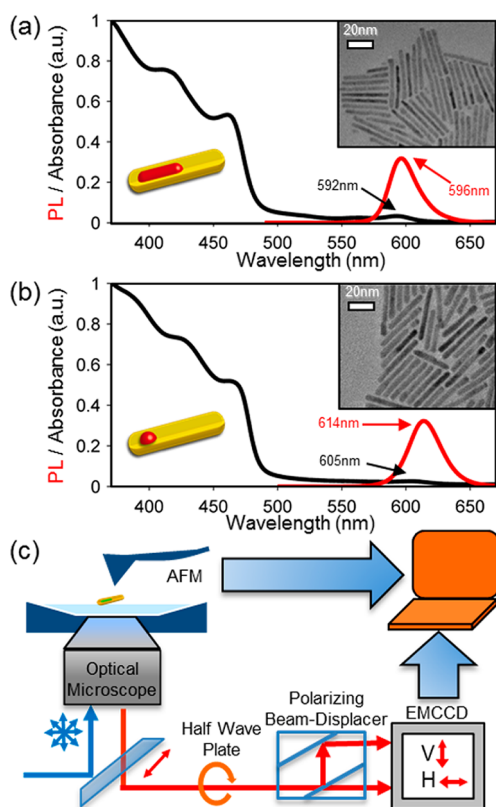 (a)
PL / Absorbance (a.u.)
1
0.8
0.6
0.4
0.2
0
20nm
592nm
596nm
400
450
500
550
600
650
Wavelength (nm)
(b)
PL / Absorbance (a.u.)
1
0.8
0.6
0.4
0.2
0
20nm
614nm
605nm
400
450
500
550
600
650
Wavelength (nm)
(c)
AFM
Optical
Microscope
Half Wave
Plate
Polarizing
Beam-Displacer
EMCCD
V
H